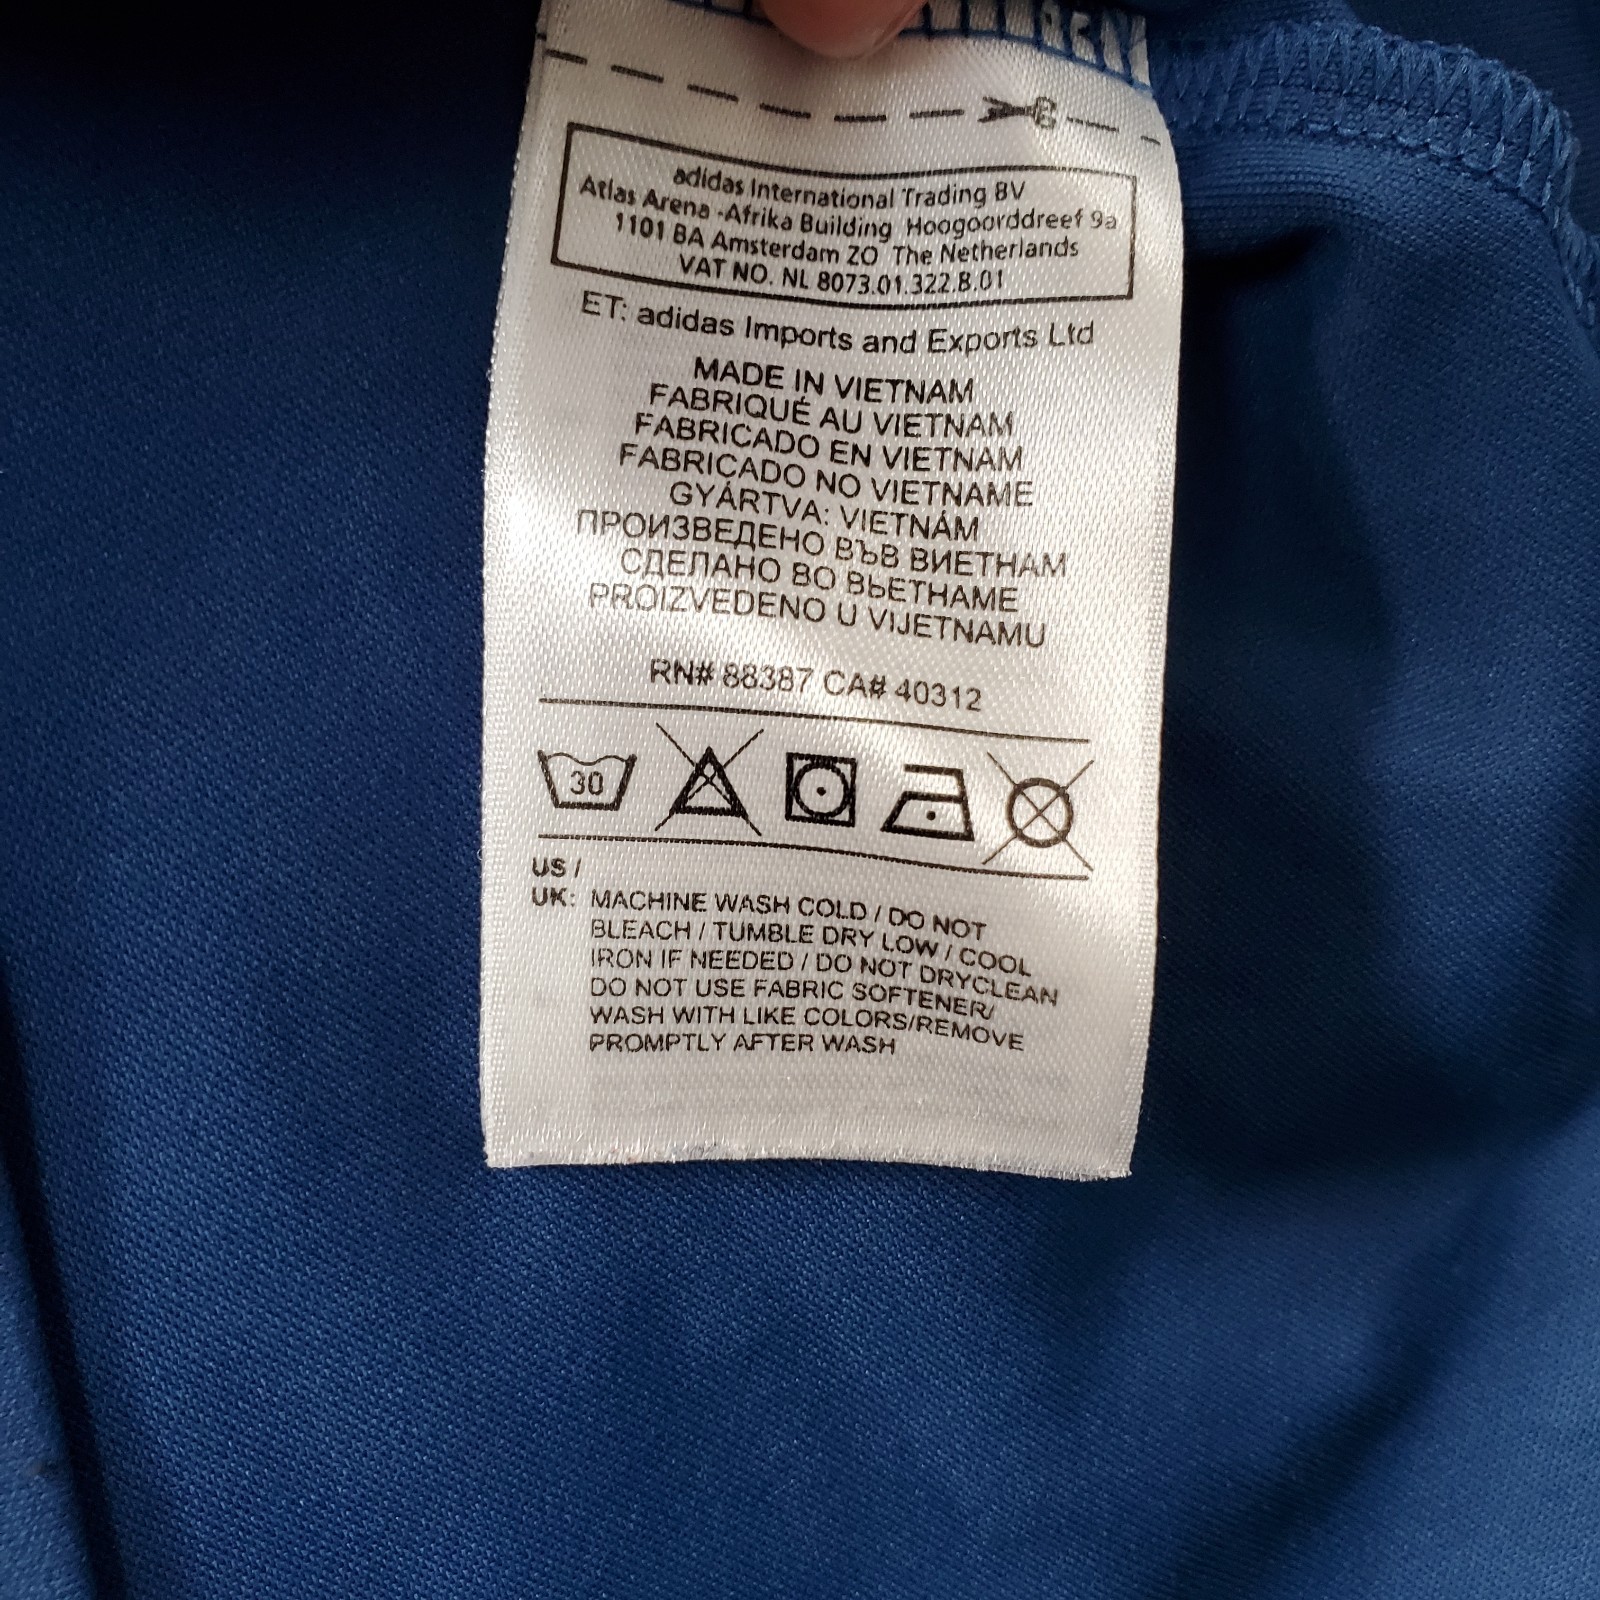 adidas International Trading BV
Atlas Arena -Afrika Building Hoogoorddreef 9a
1101 BA Amsterdam ZO The Netherlands
VAT NO. NL 8073.01.322.B.01
ET: adidas Imports and Exports Ltd
MADE IN VIETNAM
FABRIQUÉ AU VIETNAM
FABRICADO EN VIETNAM
FABRICADO NO VIETNAME
GYÁRTVA: VIETNÁM
ПРОИЗВЕДЕНО ВЪВ ВИЕТНАМ
СДЕЛАНО ВО ВЬЕТНАМЕ
PROIZVEDENO U VIJETNAMU
RN# 88387 CA# 40312
30
US /
UK: MACHINE WASH COLD / DO NOT
BLEACH / TUMBLE DRY LOW / COOL
IRON IF NEEDED / DO NOT DRYCLEAN
DO NOT USE FABRIC SOFTENER/
WASH WITH LIKE COLORS/REMOVE
PROMPTLY AFTER WASH